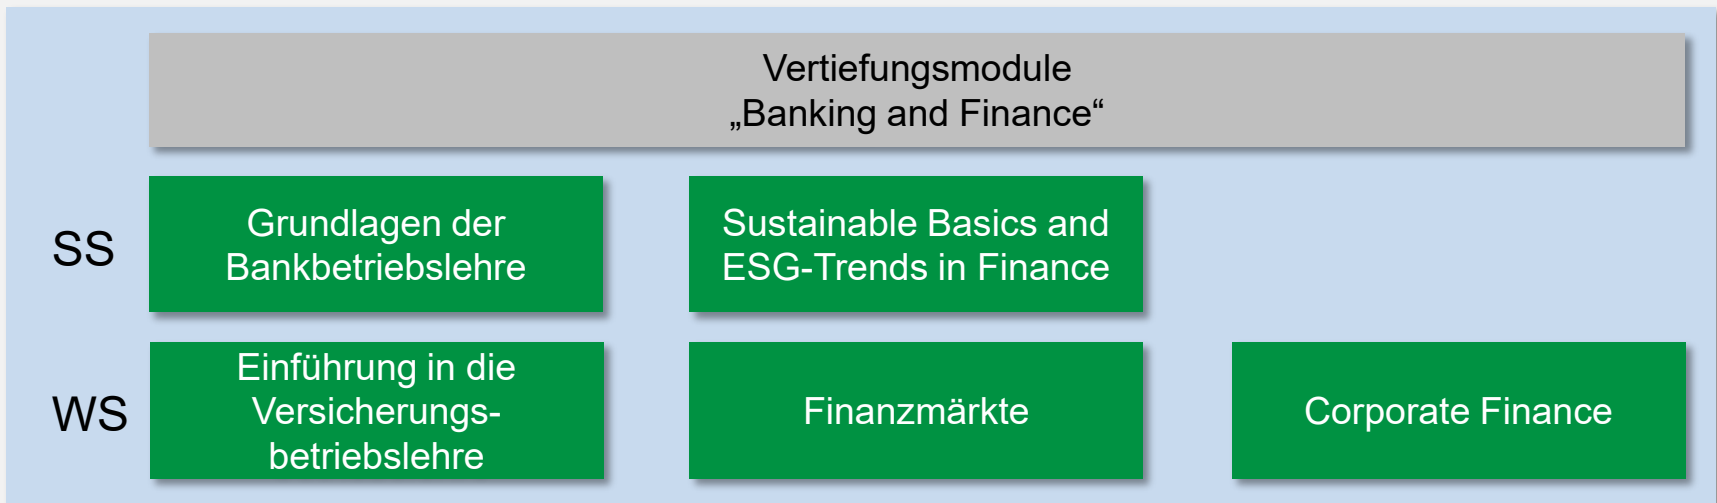 Vertiefungsmodule
„Banking and Finance“
SS
Grundlagen der
Bankbetriebslehre
Sustainable Basics and
ESG-Trends in Finance
WS
Einführung in die
Versicherungs-
betriebslehre
Finanzmärkte
Corporate Finance